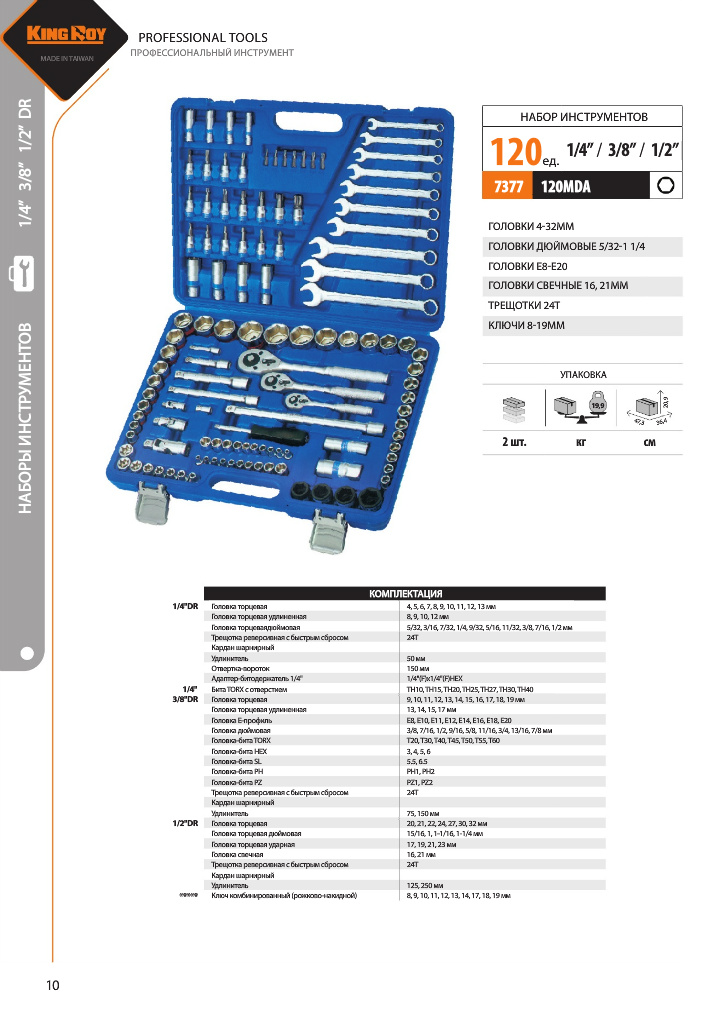 KING ROY
MADE IN TAIWAN
PROFESSIONAL TOOLS
ПРОФЕССИОНАЛЬНЫЙ ИНСТРУМЕНТ
НАБОРЫ ИНСТРУМЕНТОВ 1/4” 3/8” 1/2” DR
НАБОР ИНСТРУМЕНТОВ
120ед. 1/4” / 3/8” / 1/2”
7377 120MDA
ГОЛОВКИ 4-32ММ
ГОЛОВКИ ДЮЙМОВЫЕ 5/32-1 1/4
ГОЛОВКИ Е8-Е20
ГОЛОВКИ СВЕЧНЫЕ 16, 21ММ
ТРЕЩОТКИ 24Т
КЛЮЧИ 8-19ММ
УПАКОВКА
19,9
47,5 36,4 20,9
2 шт. кг см
КОМПЛЕКТАЦИЯ
1/4"DR Головка торцевая 4, 5, 6, 7, 8, 9, 10, 11, 12, 13 мм
Головка торцевая удлиненная 8, 9, 10, 12 мм
Головка торцеваядюймовая 5/32, 3/16, 7/32, 1/4, 9/32, 5/16, 11/32, 3/8, 7/16, 1/2 мм
Трещотка реверсивная с быстрым сбросом 24Т
Кардан шарнирный
Удлинитель 50 мм
Отвертка-вороток 150 мм
Адаптер-битодержатель 1/4" 1/4"(F)x1/4"(F)HEX
1/4" Бита TORX с отверстием TH10, TH15, TH20, TH25, TH27, TH30, TH40
3/8"DR Головка торцевая 9, 10, 11, 12, 13, 14, 15, 16, 17, 18, 19 мм
Головка торцевая удлиненная 13, 14, 15, 17 мм
Головка Е-профиль E8, E10, E11, E12, E14, E16, E18, E20
Головка дюймовая 3/8, 7/16, 1/2, 9/16, 5/8, 11/16, 3/4, 13/16, 7/8 мм
Головка-бита TORX T20, T30, T40, T45, T50, T55, T60
Головка-бита HEX 3, 4, 5, 6
Головка-бита SL 5.5, 6.5
Головка-бита PH PH1, PH2
Головка-бита PZ PZ1, PZ2
Трещотка реверсивная с быстрым сбросом 24Т
Кардан шарнирный
Удлинитель 75, 150 мм
1/2"DR Головка торцевая 20, 21, 22, 24, 27, 30, 32 мм
Головка торцевая дюймовая 15/16, 1, 1-1/16, 1-1/4 мм
Головка торцевая ударная 17, 19, 21, 23 мм
Головка свечная 16, 21 мм
Трещотка реверсивная с быстрым сбросом 24Т
Кардан шарнирный
Удлинитель 125, 250 мм
Ключ комбинированный (рожково-накидной) 8, 9, 10, 11, 12, 13, 14, 17, 18, 19 мм
10